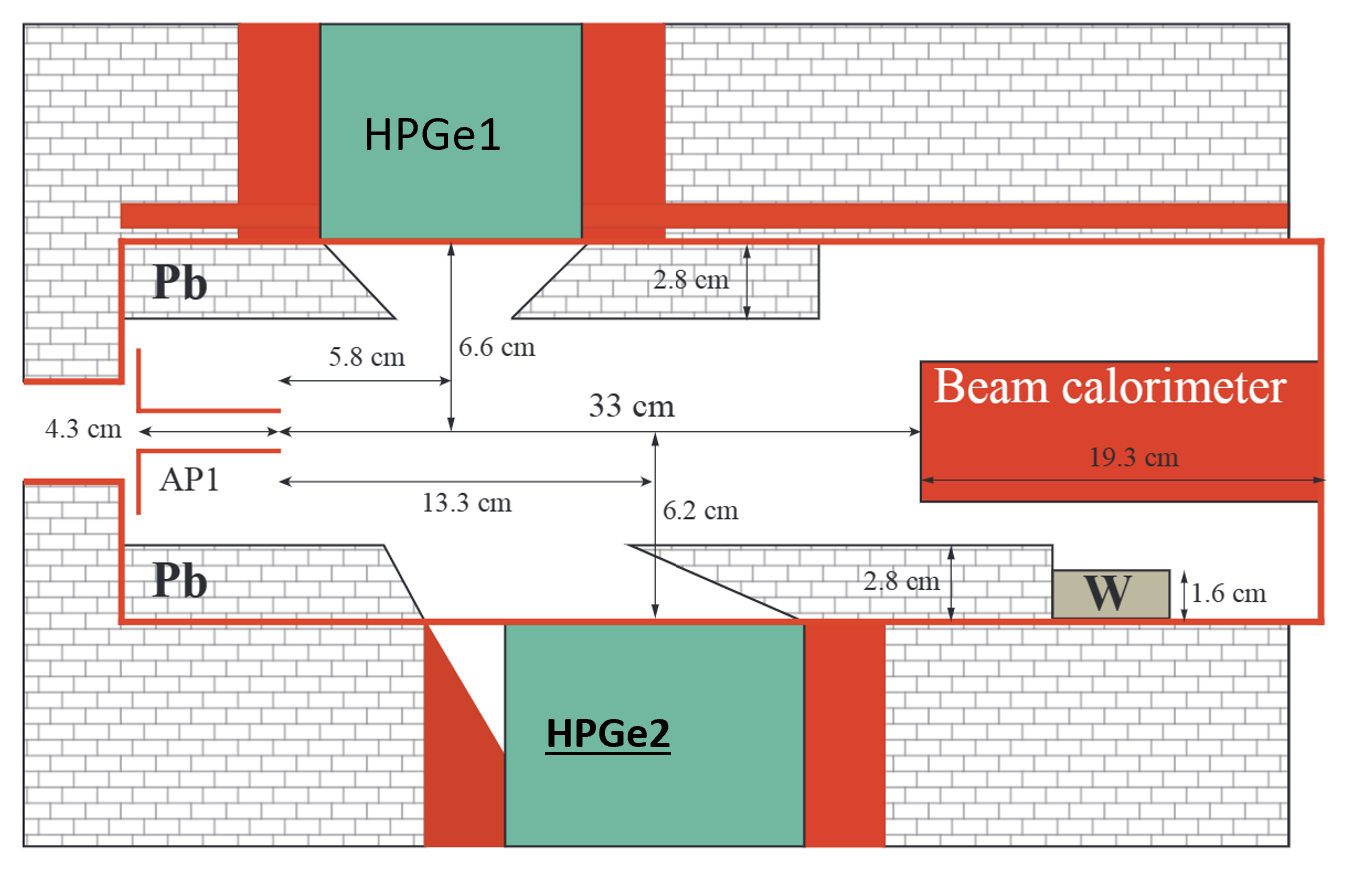 HPGe1
Pb
2.8 cm
5.8 cm
6.6 cm
33 cm
Beam calorimeter
4.3 cm
19.3 cm
AP1
13.3 cm
6.2 cm
Pb
2.8 cm
W
1.6 cm
HPGe2